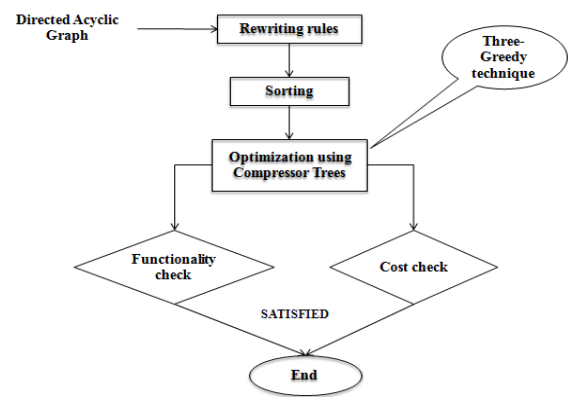 Directed Acyclic
Graph
Rewriting rules
Three-
Greedy
technique
Sorting
Optimization using
Compressor Trees
Functionality
check
Cost check
SATISFIED
End